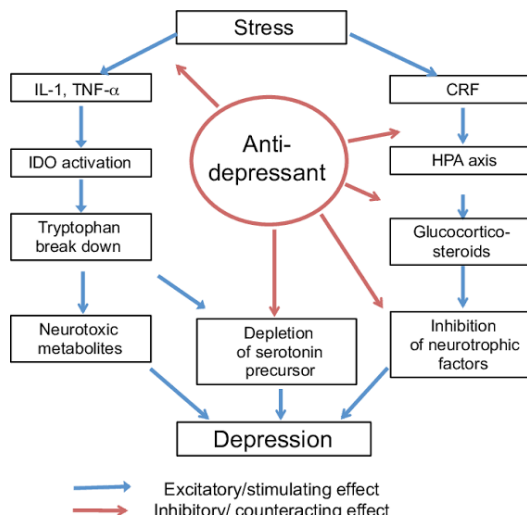 Stress
IL-1, TNF-α
CRF
Anti-
depressant
IDO activation
HPA axis
Tryptophan
break down
Glucocortico-
steroids
Neurotoxic
metabolites
Depletion
of serotonin
precursor
Inhibition
of neurotrophic
factors
Depression
Excitatory/stimulating effect
Inhibitory/ counteracting effect